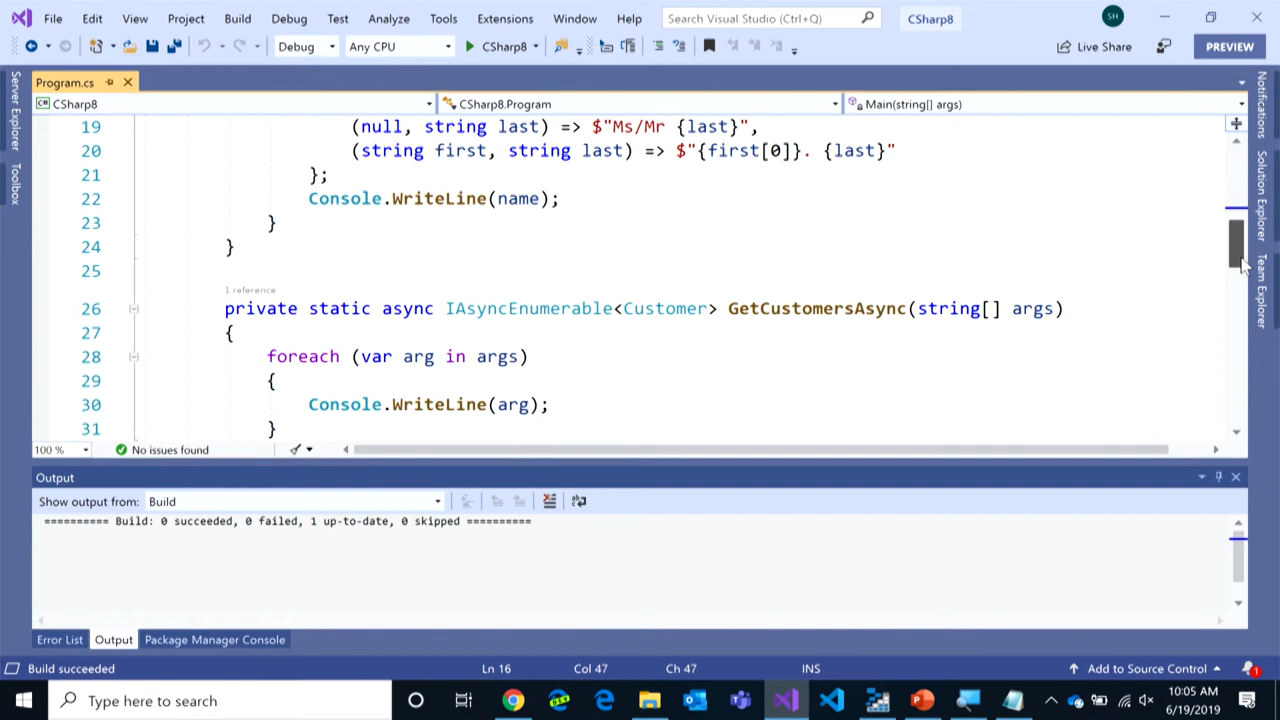 File Edit View Project Build Debug Test Analyze Tools Extensions Window Help Search Visual Studio (Ctrl+Q) CSharp8 SH
Debug Any CPU CSharp8 Live Share PREVIEW
Program.cs
CSharp8 CSharp8.Program Main(string[] args)
19 (null, string last) => $"Ms/Mr {last}",
20 (string first, string last) => $"{first[0]}. {last}"
21 };
22 Console.WriteLine(name);
23 }
24 }
25
1 reference
26 private static async IAsyncEnumerable<Customer> GetCustomersAsync(string[] args)
27 {
28 foreach (var arg in args)
29 {
30 Console.WriteLine(arg);
31 }
100 % No issues found
Output
Show output from: Build
========== Build: 0 succeeded, 0 failed, 1 up-to-date, 0 skipped ==========
Error List Output Package Manager Console
Build succeeded Ln 16 Col 47 Ch 47 INS Add to Source Control 1
Type here to search
10:05 AM
6/19/2019
Server Explorer
Toolbox
Notifications
Solution Explorer
Team Explorer